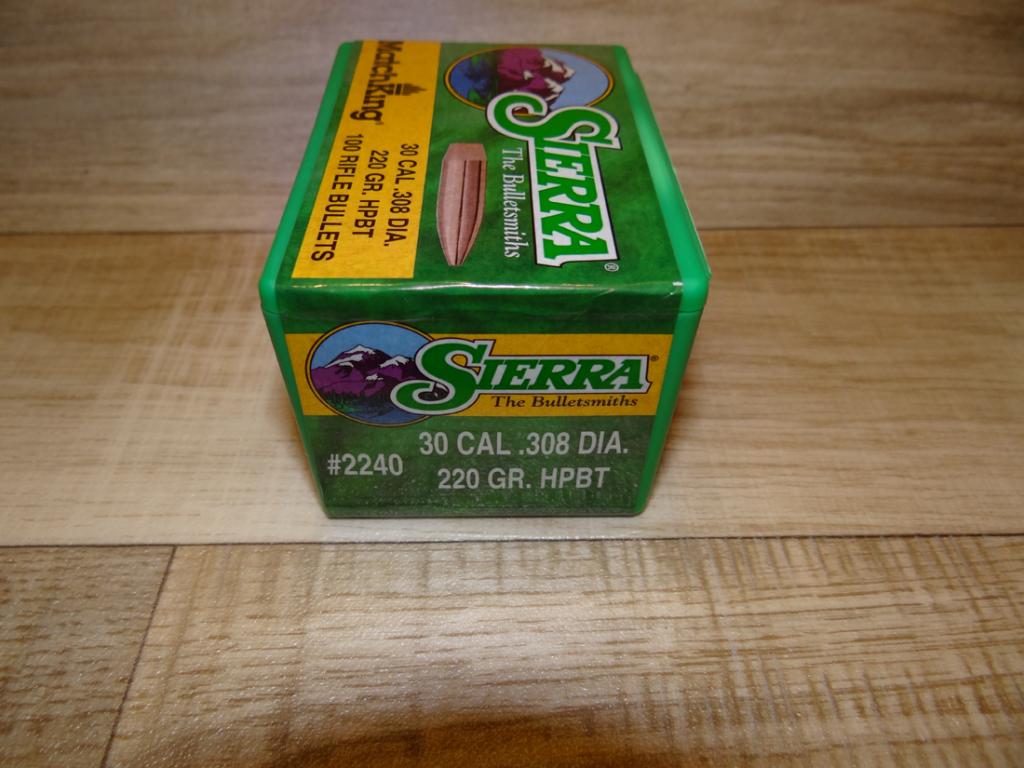 MatchKing®
30 CAL .308 DIA.
220 GR. HPBT
100 RIFLE BULLETS
SIERRA®
The Bulletsmiths
SIERRA®
The Bulletsmiths
#2240
30 CAL .308 DIA.
220 GR. HPBT